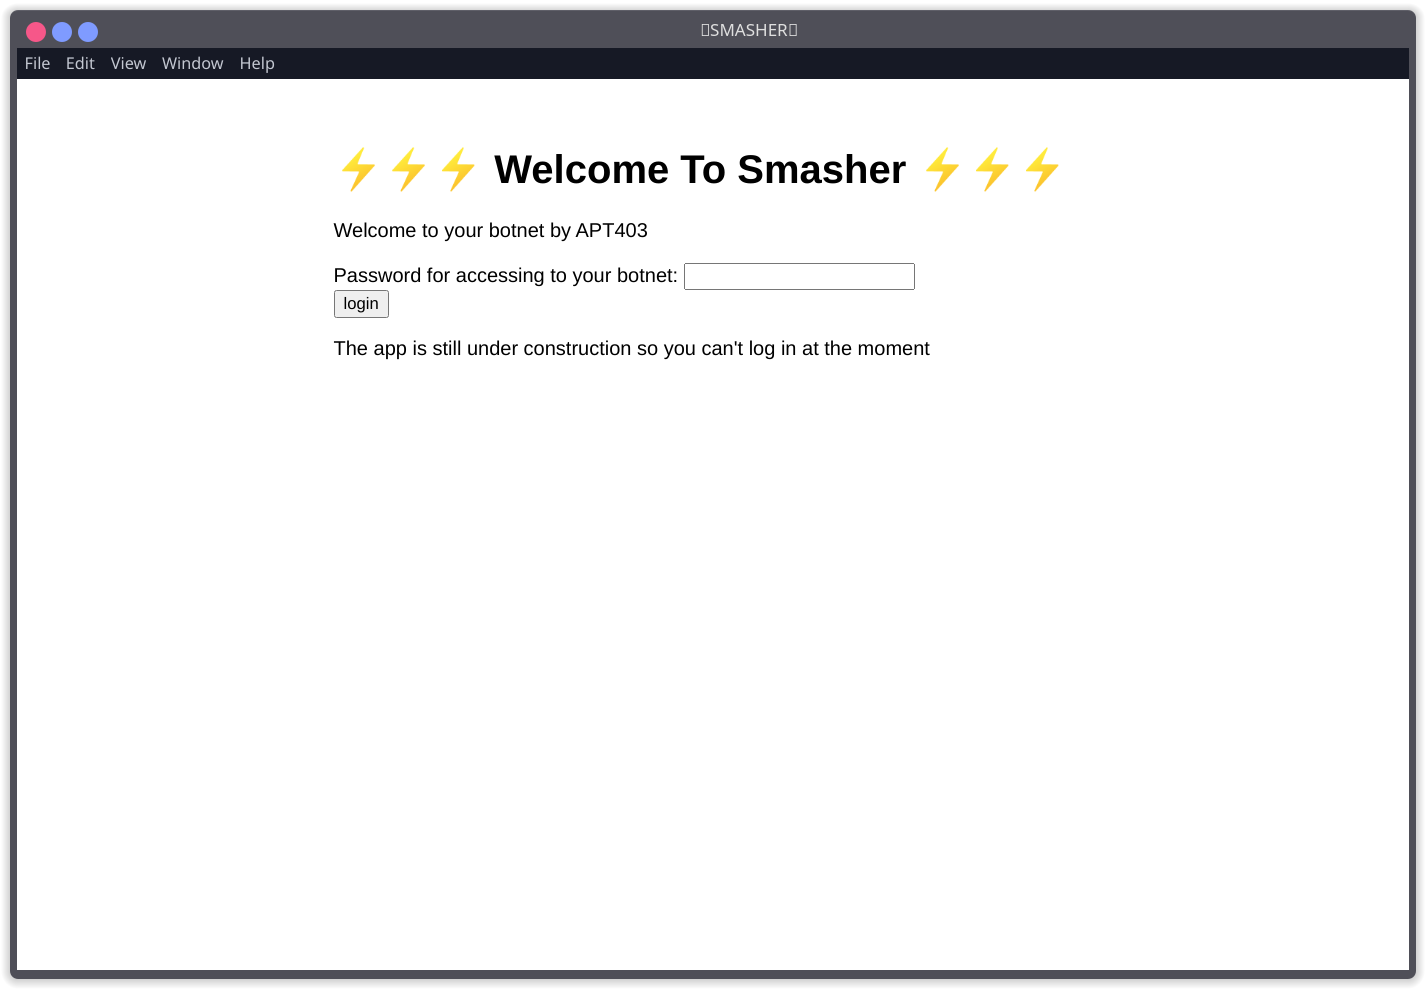 SMASHER
File Edit View Window Help
⚡⚡⚡ Welcome To Smasher ⚡⚡⚡
Welcome to your botnet by APT403
Password for accessing to your botnet:
login
The app is still under construction so you can't log in at the moment